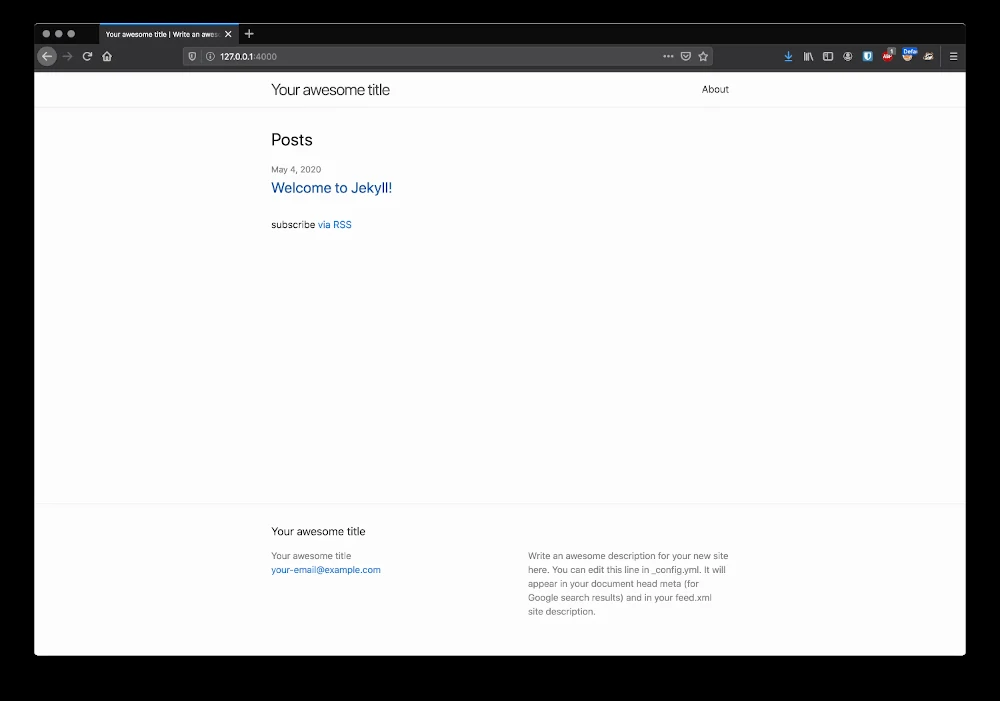 Your awesome title | Write an awes
127.0.0.1:4000
1
Defau
Your awesome title
About
Posts
May 4, 2020
Welcome to Jekyll!
subscribe via RSS
Your awesome title
Your awesome title
your-email@example.com
Write an awesome description for your new site
here. You can edit this line in _config.yml. It will
appear in your document head meta (for
Google search results) and in your feed.xml
site description.